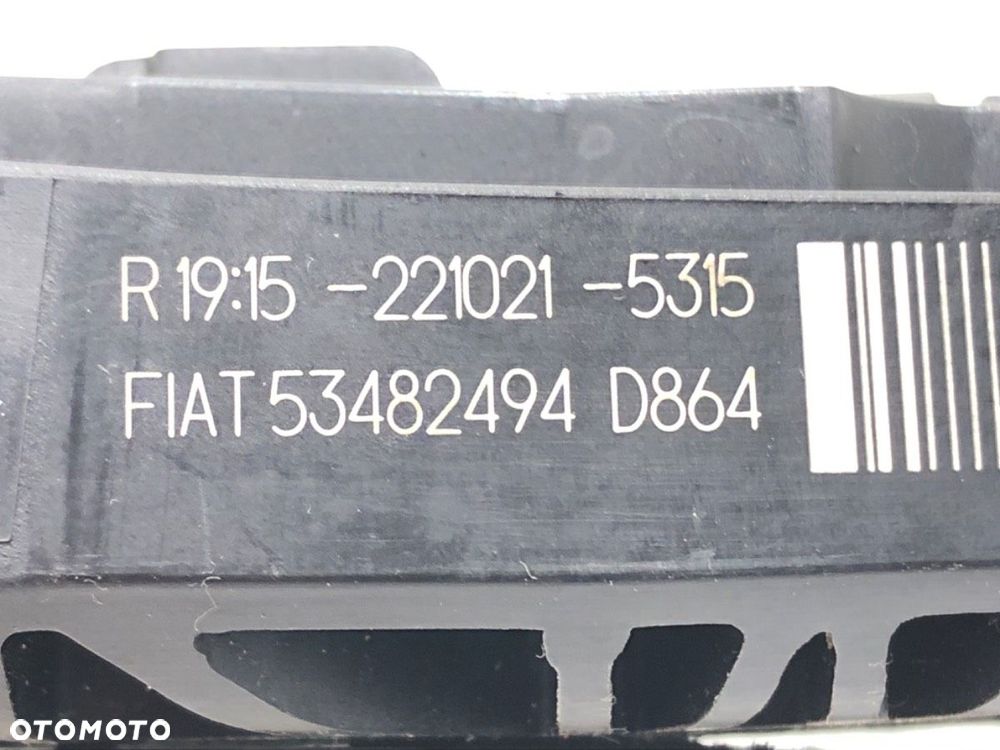 R 19:15 -221021 -5315
FIAT 53482494 D864
OTOMOTO